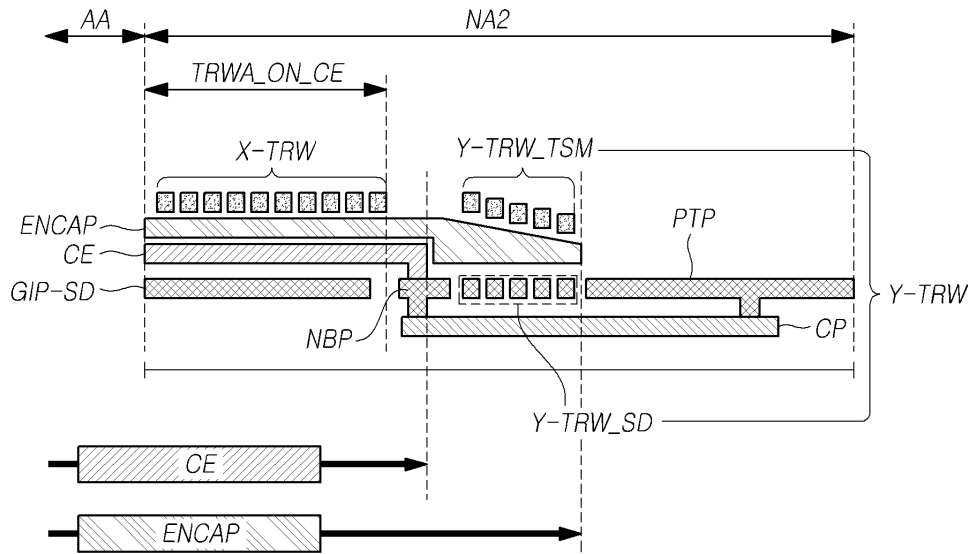 AA
NA2
TRWA_ON_CE
X-TRW
Y-TRW_TSM
ENCAP
PTP
CE
GIP-SD
Y-TRW
NBP
CP
Y-TRW_SD
CE
ENCAP